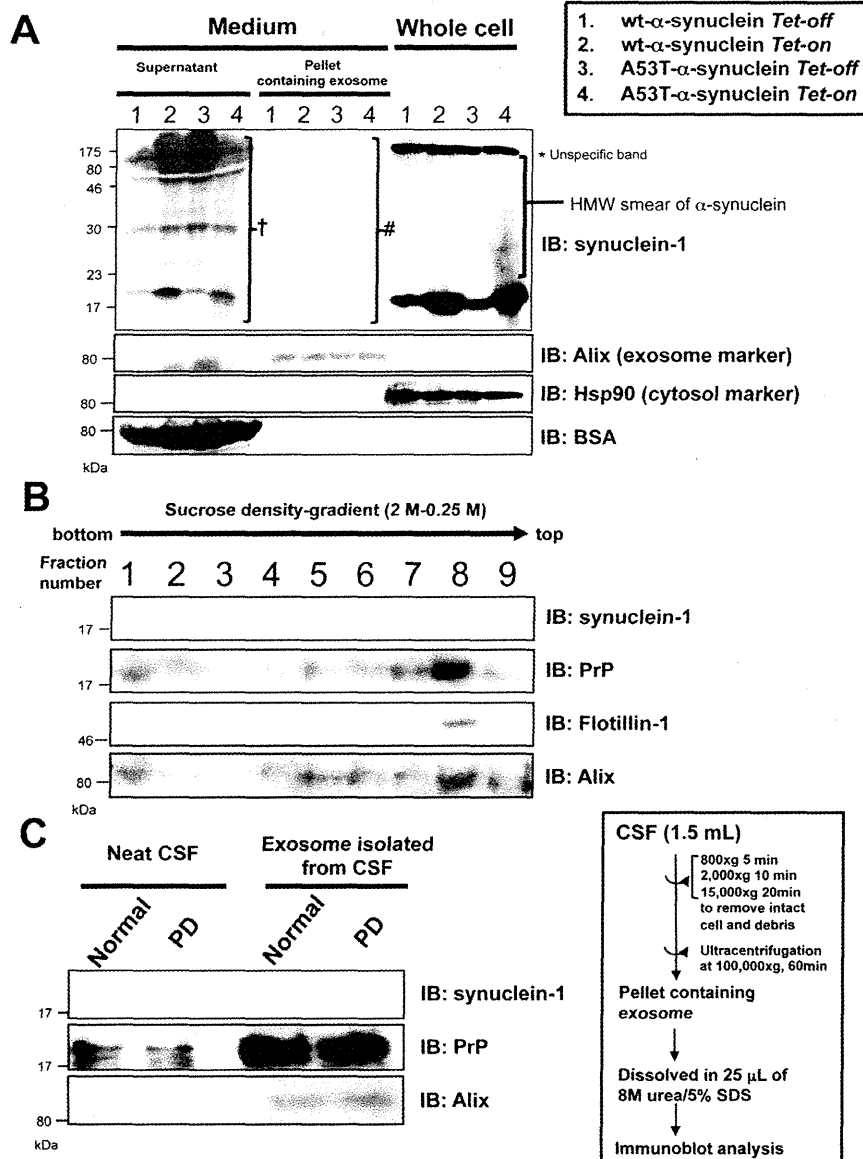 A
Medium
Whole cell
Supernatant
Pellet
containing exosome
1 2 3 4 1 2 3 4 1 2 3 4
1. wt-α-synuclein Tet-off
2. wt-α-synuclein Tet-on
3. A53T-α-synuclein Tet-off
4. A53T-α-synuclein Tet-on
175
80
46
30
23
17
†
#
* Unspecific band
HMW smear of α-synuclein
IB: synuclein-1
80
IB: Alix (exosome marker)
80
IB: Hsp90 (cytosol marker)
80
IB: BSA
kDa
B
Sucrose density-gradient (2 M-0.25 M)
bottom
top
Fraction
number
1 2 3 4 5 6 7 8 9
17
IB: synuclein-1
17
IB: PrP
46
IB: Flotillin-1
80
IB: Alix
kDa
C
Neat CSF
Exosome isolated
from CSF
Normal
PD
Normal
PD
17
IB: synuclein-1
17
IB: PrP
80
IB: Alix
kDa
CSF (1.5 mL)
800xg 5 min
2,000xg 10 min
15,000xg 20min
to remove intact
cell and debris
Ultracentrifugation
at 100,000xg, 60min
Pellet containing
exosome
Dissolved in 25 μL of
8M urea/5% SDS
Immunoblot analysis